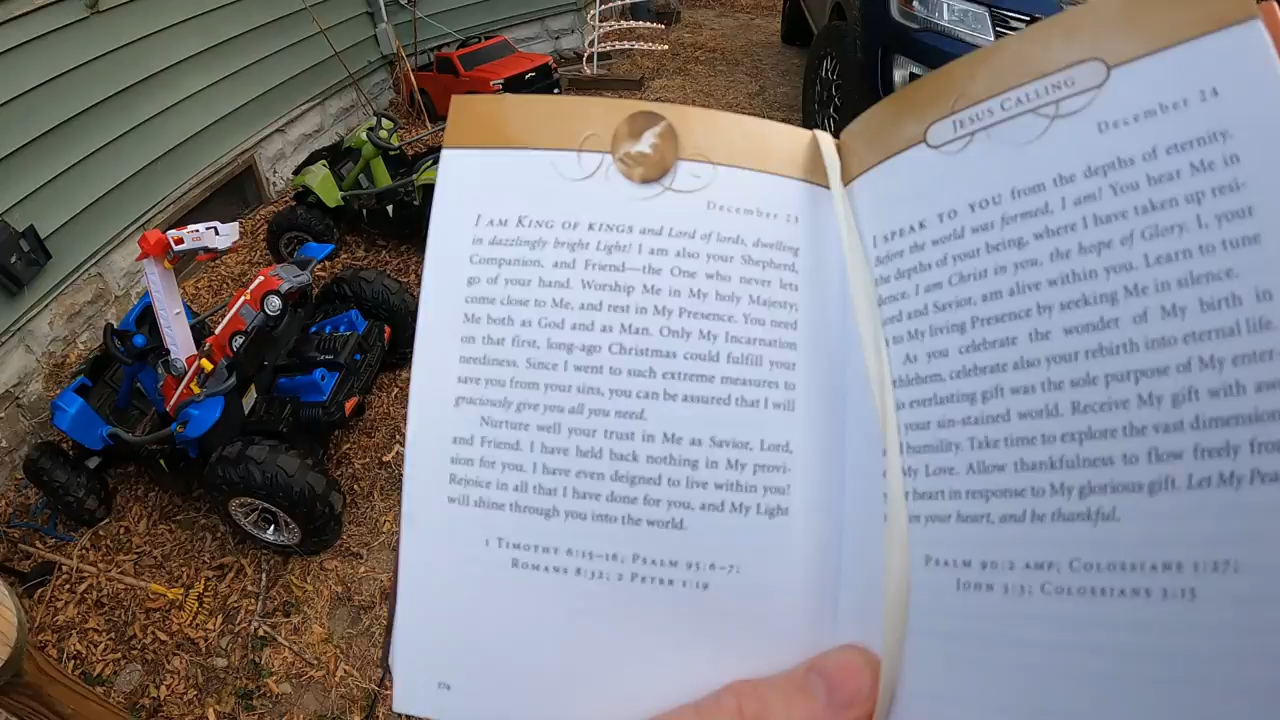 December 23
I AM KING OF KINGS and Lord of lords, dwelling
in dazzlingly bright Light! I am also your Shepherd,
Companion, and Friend—the One who never lets
go of your hand. Worship Me in My holy Majesty;
come close to Me, and rest in My Presence. You need
Me both as God and as Man. Only My Incarnation
on that first, long-ago Christmas could fulfill your
neediness. Since I went to such extreme measures to
save you from your sins, you can be assured that I will
graciously give you all you need.
Nurture well your trust in Me as Savior, Lord,
and Friend. I have held back nothing in My provi-
sion for you. I have even deigned to live within you!
Rejoice in all that I have done for you, and My Light
will shine through you into the world.
1 TIMOTHY 6:15–16; PSALM 95:6–7;
ROMANS 8:32; 2 PETER 1:19
JESUS CALLING
December 24
I SPEAK TO YOU from the depths of eternity.
Before the world was formed, I am! You hear Me in
the depths of your being, where I have taken up resi-
dence. I am Christ in you, the hope of Glory. I, your
ord and Savior, am alive within you. Learn to tune
to My living Presence by seeking Me in silence.
As you celebrate the wonder of My birth in
thlehem, celebrate also your rebirth into eternal life.
everlasting gift was the sole purpose of My enter-
your sin-stained world. Receive My gift with awe
humility. Take time to explore the vast dimension
My Love. Allow thankfulness to flow freely fro
heart in response to My glorious gift. Let My Pea
in your heart, and be thankful.
PSALM 90:2 AMP; COLOSSIANS 1:27;
JOHN 3:3; COLOSSIANS 3:15